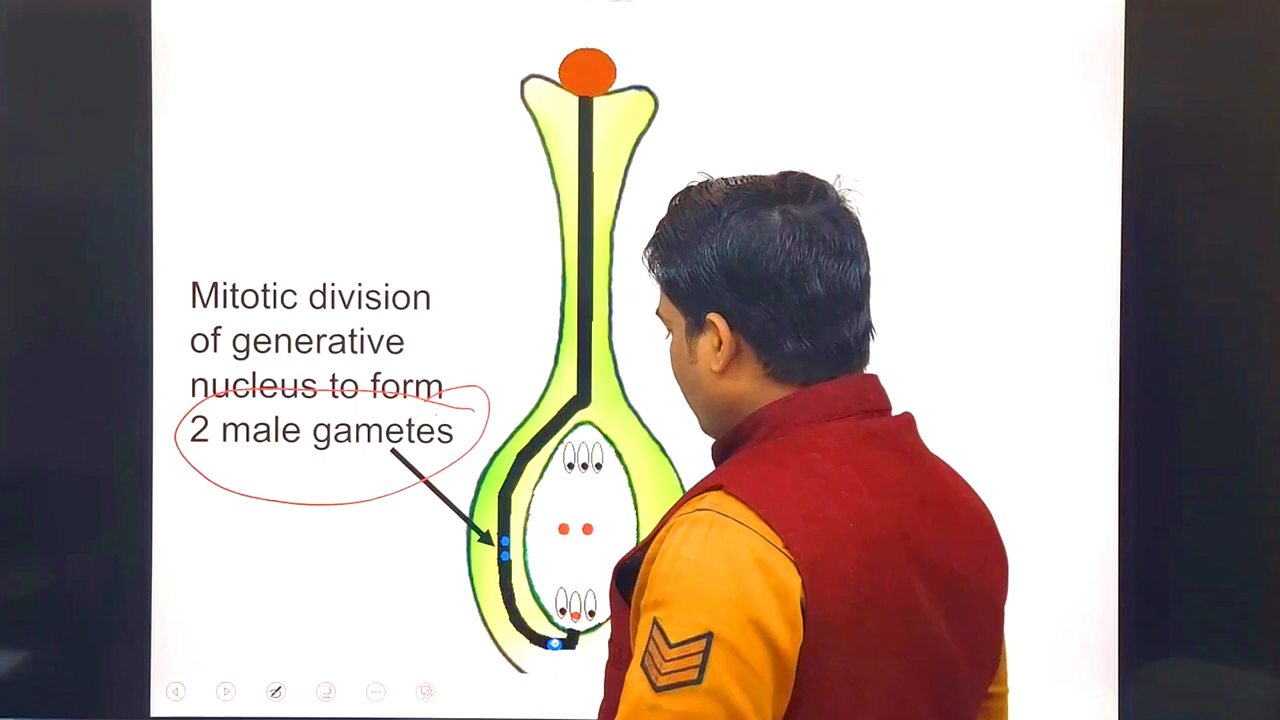 Mitotic division
of generative
nucleus to form
2 male gametes